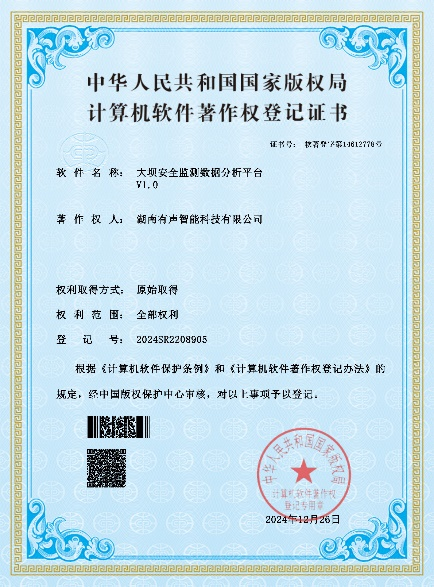 中华人民共和国国家版权局
计算机软件著作权登记证书
证书号： 软著登字第14612778号
软件名称： 大坝安全监测数据分析平台
V1.0
著作权人： 湖南有声智能科技有限公司
权利取得方式： 原始取得
权利范围： 全部权利
登记号： 2024SR2208905
根据《计算机软件保护条例》和《计算机软件著作权登记办法》的
规定，经中国版权保护中心审核，对以上事项予以登记。
中华人民共和国国家版权局
计算机软件著作权
登记专用章
2024年12月26日